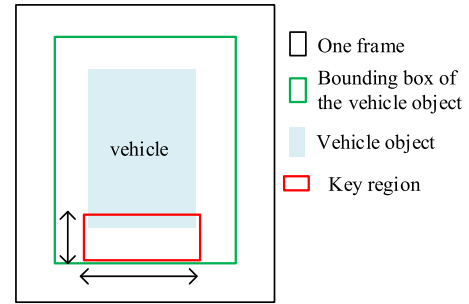 vehicle
One frame
Bounding box of
the vehicle object
Vehicle object
Key region